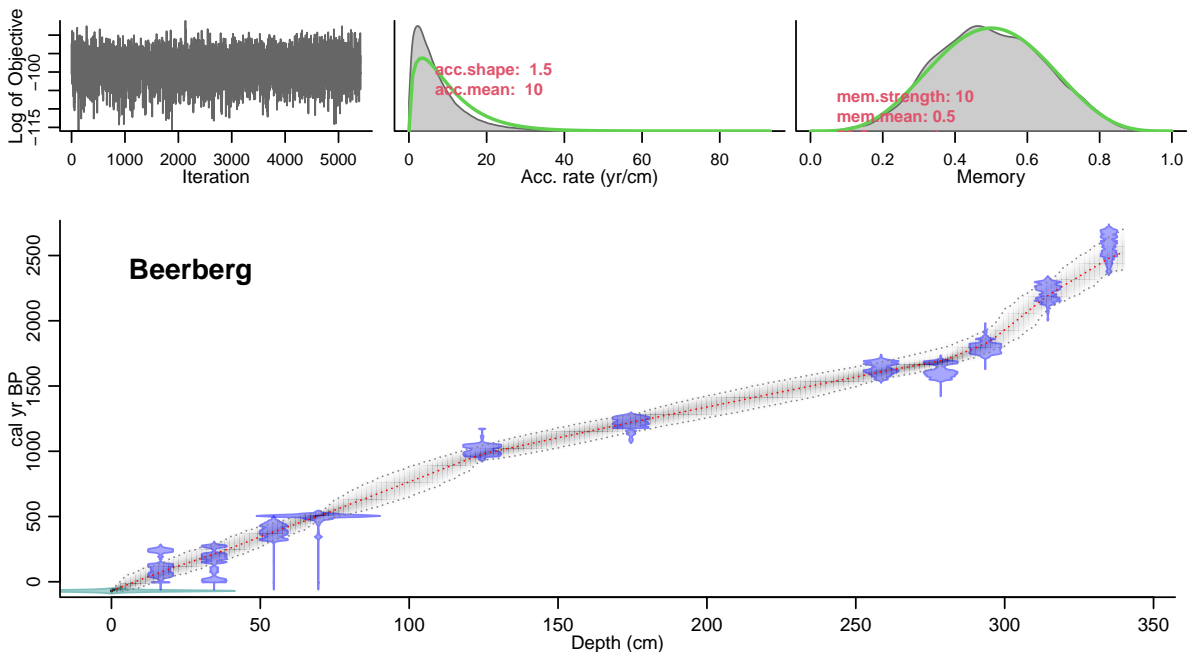 Log of Objective
-100
-115
0 1000 2000 3000 4000 5000
Iteration
acc.shape: 1.5
acc.mean: 10
0 20 40 60 80
Acc. rate (yr/cm)
mem.strength: 10
mem.mean: 0.5
0.0 0.2 0.4 0.6 0.8 1.0
Memory
Beerberg
cal yr BP
2500
2000
1500
1000
500
0
0 50 100 150 200 250 300 350
Depth (cm)